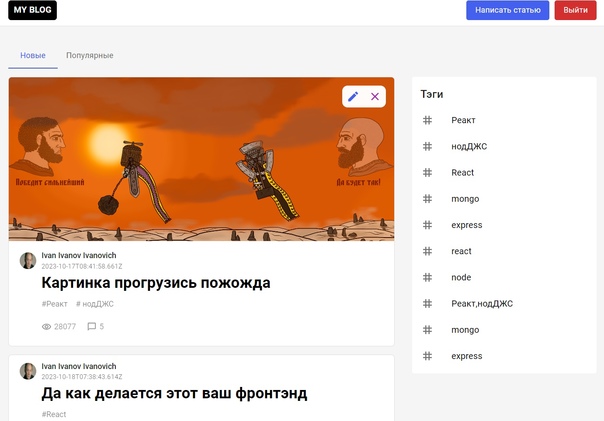 MY BLOG
Написать статью
Выйти
Новые
Популярные
Победит сильнейший
Да будет так!
Ivan Ivanov Ivanovich
2023-10-17T08:41:58.661Z
Картинка прогрузись пожожда
#Реакт # нодДЖС
28077
5
Ivan Ivanov Ivanovich
2023-10-18T07:38:43.614Z
Да как делается этот ваш фронтэнд
#React
Тэги
# Реакт
# нодДЖС
# React
# mongo
# express
# react
# node
# Реакт,нодДЖС
# mongo
# express